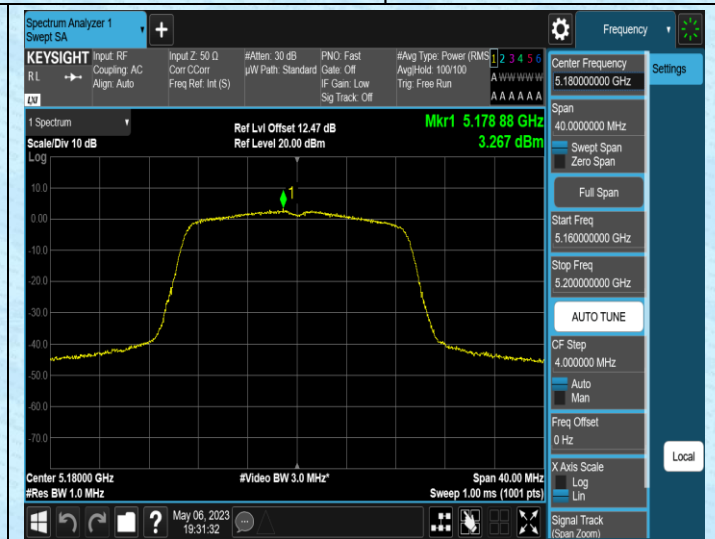 Spectrum Analyzer 1
Swept SA
Frequency
KEYSIGHT
RL
LXI
Input: RF
Coupling: AC
Align: Auto
Input Z: 50 Ω
Corr CCorr
Freq Ref: Int (S)
#Atten: 30 dB
µW Path: Standard
PNO: Fast
Gate: Off
IF Gain: Low
Sig Track: Off
#Avg Type: Power (RMS
Avg|Hold: 100/100
Trig: Free Run
1 2 3 4 5 6
A W W W W W
A A A A A A
1 Spectrum
Scale/Div 10 dB
Ref Lvl Offset 12.47 dB
Ref Level 20.00 dBm
Mkr1 5.178 88 GHz
3.267 dBm
Log
10.0
0.00
-10.0
-20.0
-30.0
-40.0
-50.0
-60.0
-70.0
1
Center 5.18000 GHz
#Res BW 1.0 MHz
#Video BW 3.0 MHz*
Span 40.00 MHz
Sweep 1.00 ms (1001 pts)
May 06, 2023
19:31:32
Center Frequency
5.180000000 GHz
Span
40.0000000 MHz
Swept Span
Zero Span
Full Span
Start Freq
5.160000000 GHz
Stop Freq
5.200000000 GHz
AUTO TUNE
CF Step
4.000000 MHz
Auto
Man
Freq Offset
0 Hz
X Axis Scale
Log
Lin
Signal Track
(Span Zoom)
Settings
Local